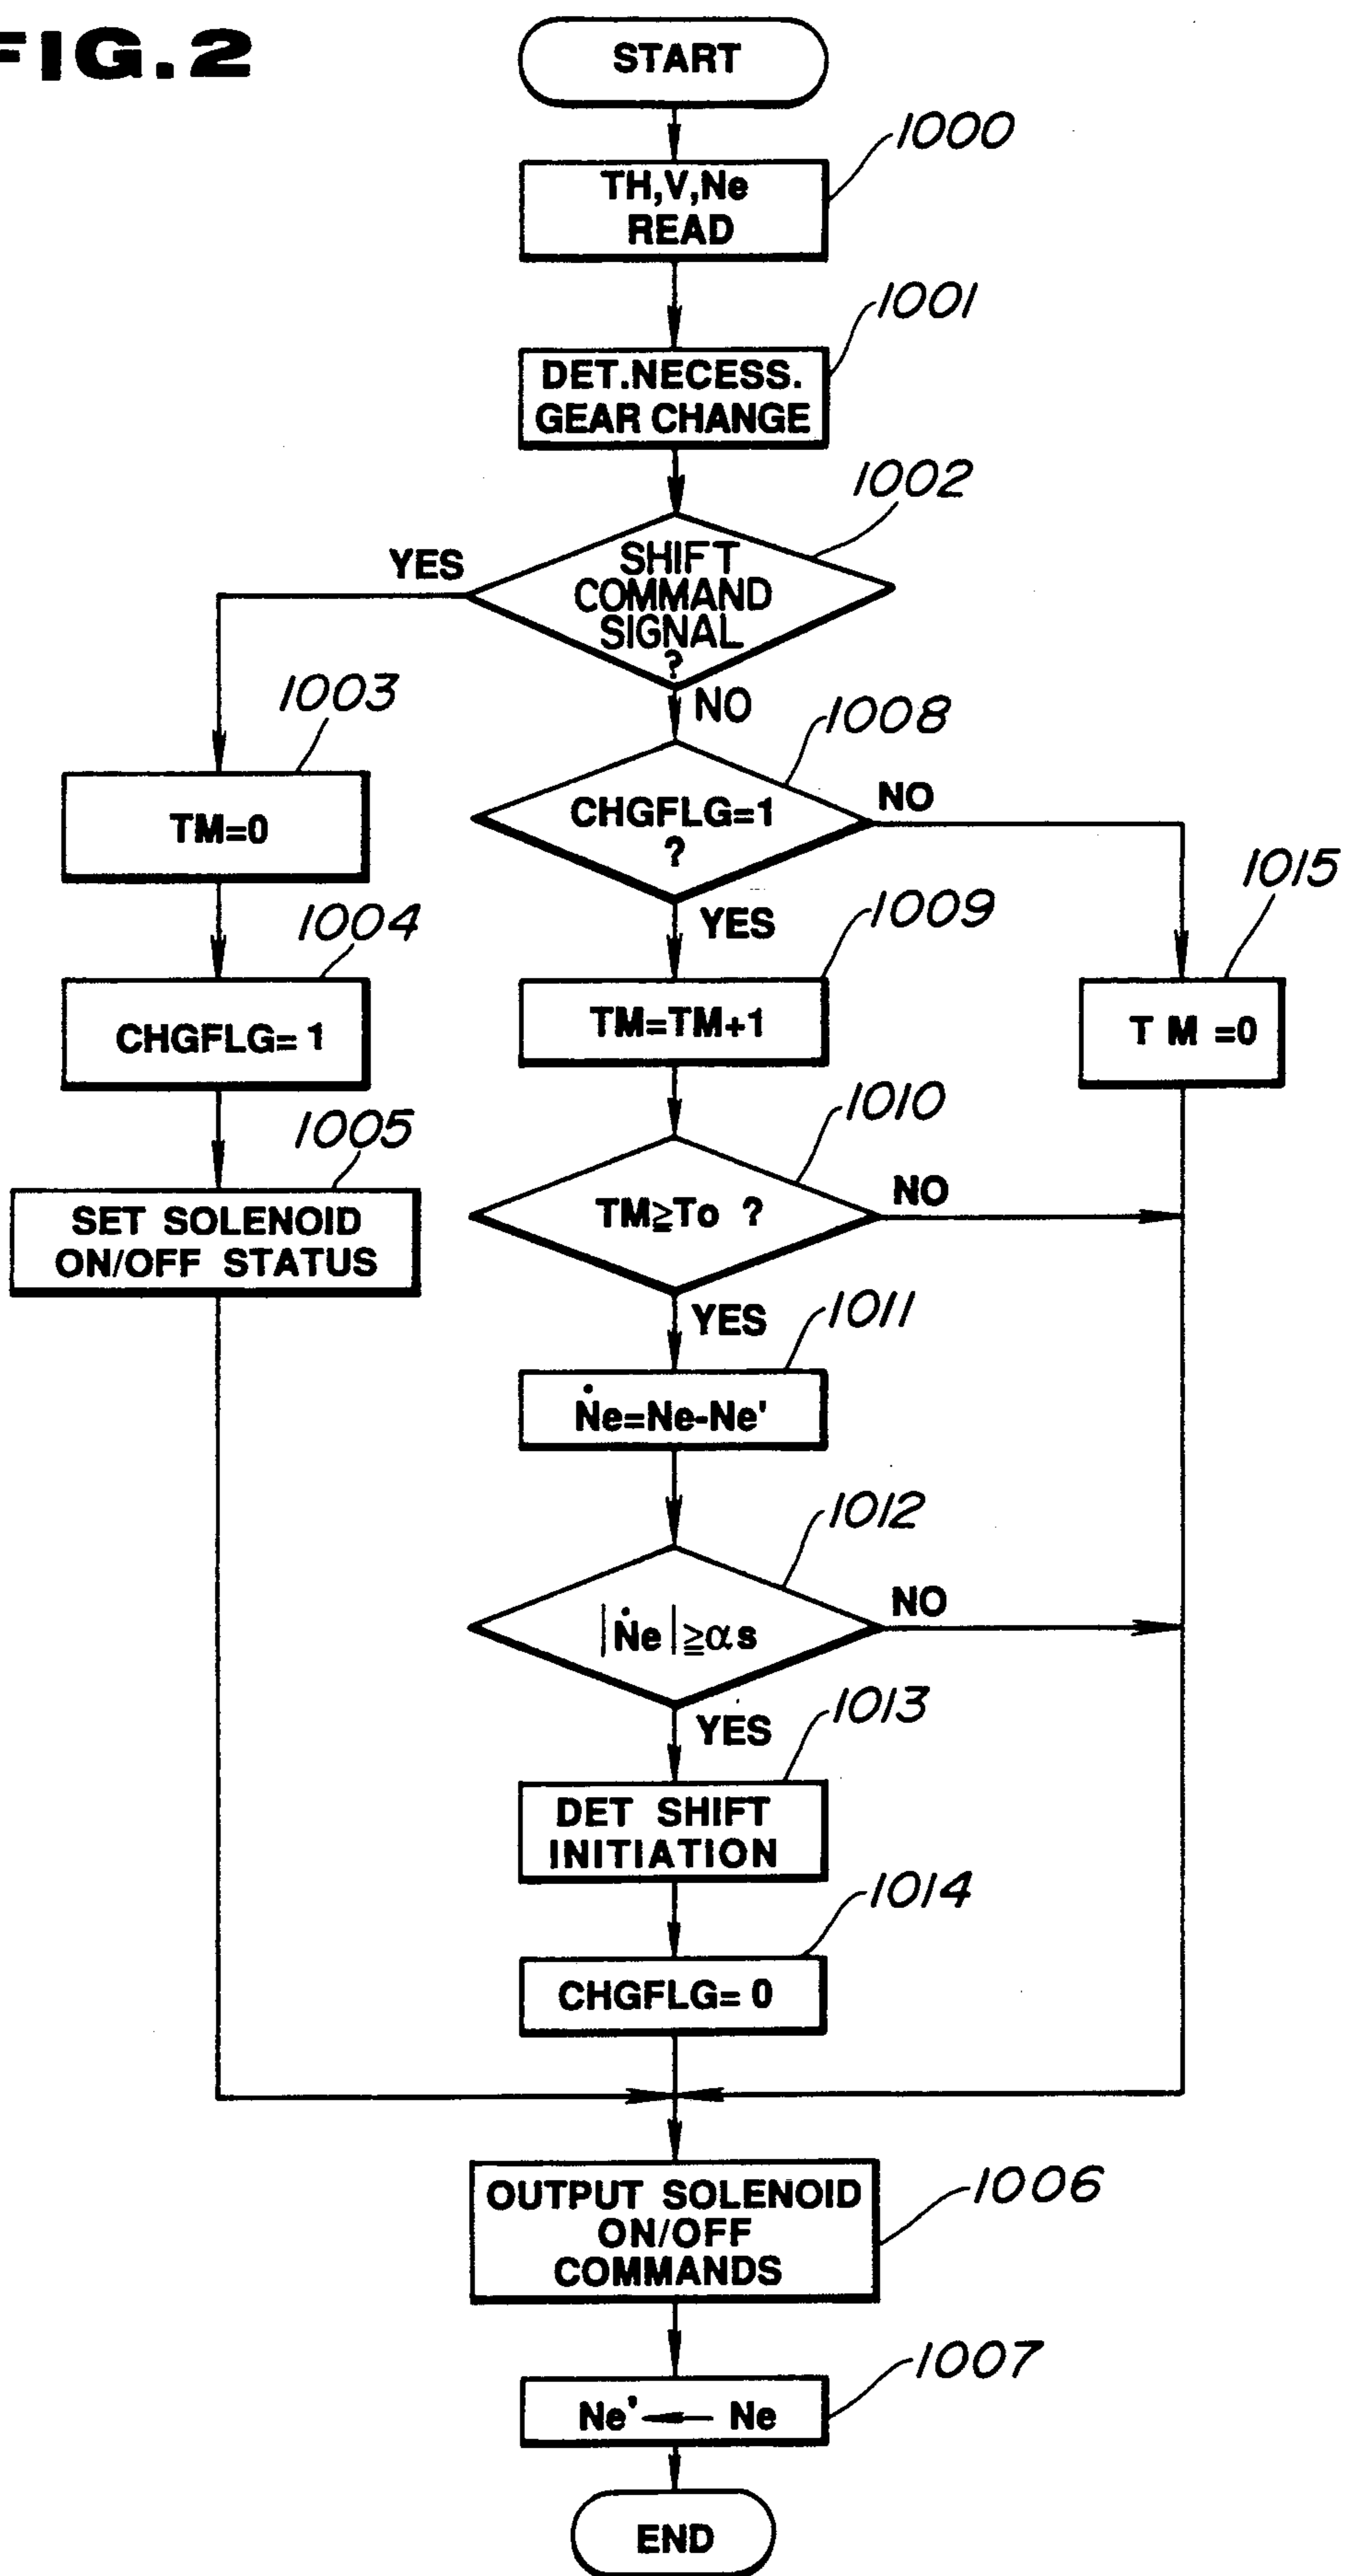 FIG.2
START
1000
TH,V,Ne
READ
1001
DET.NECESS.
GEAR CHANGE
1002
YES
SHIFT
COMMAND
SIGNAL
?
NO
1003
TM=0
1008
CHGFLG=1
?
NO
1004
CHGFLG= 1
YES
1009
TM=TM+1
1015
T M =0
1005
SET SOLENOID
ON/OFF STATUS
1010
TM≧To ?
NO
YES
1011
Ṅe=Ne-Ne'
1012
|Ṅe|≧αs
NO
YES
1013
DET SHIFT
INITIATION
1014
CHGFLG= 0
OUTPUT SOLENOID
ON/OFF
COMMANDS
1006
1007
Ne' ← Ne
END